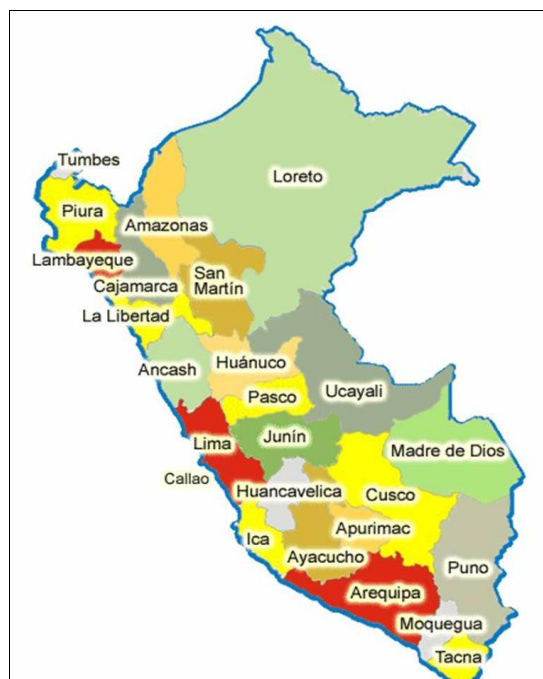 Tumbes
Loreto
Piura
Amazonas
Lambayeque
San
Martín
Cajamarca
La Libertad
Huánuco
Ancash
Ucayali
Pasco
Lima
Junín
Madre de Dios
Callao
Huancavelica
Cusco
Apurimac
Ica
Ayacucho
Puno
Arequipa
Moquegua
Tacna